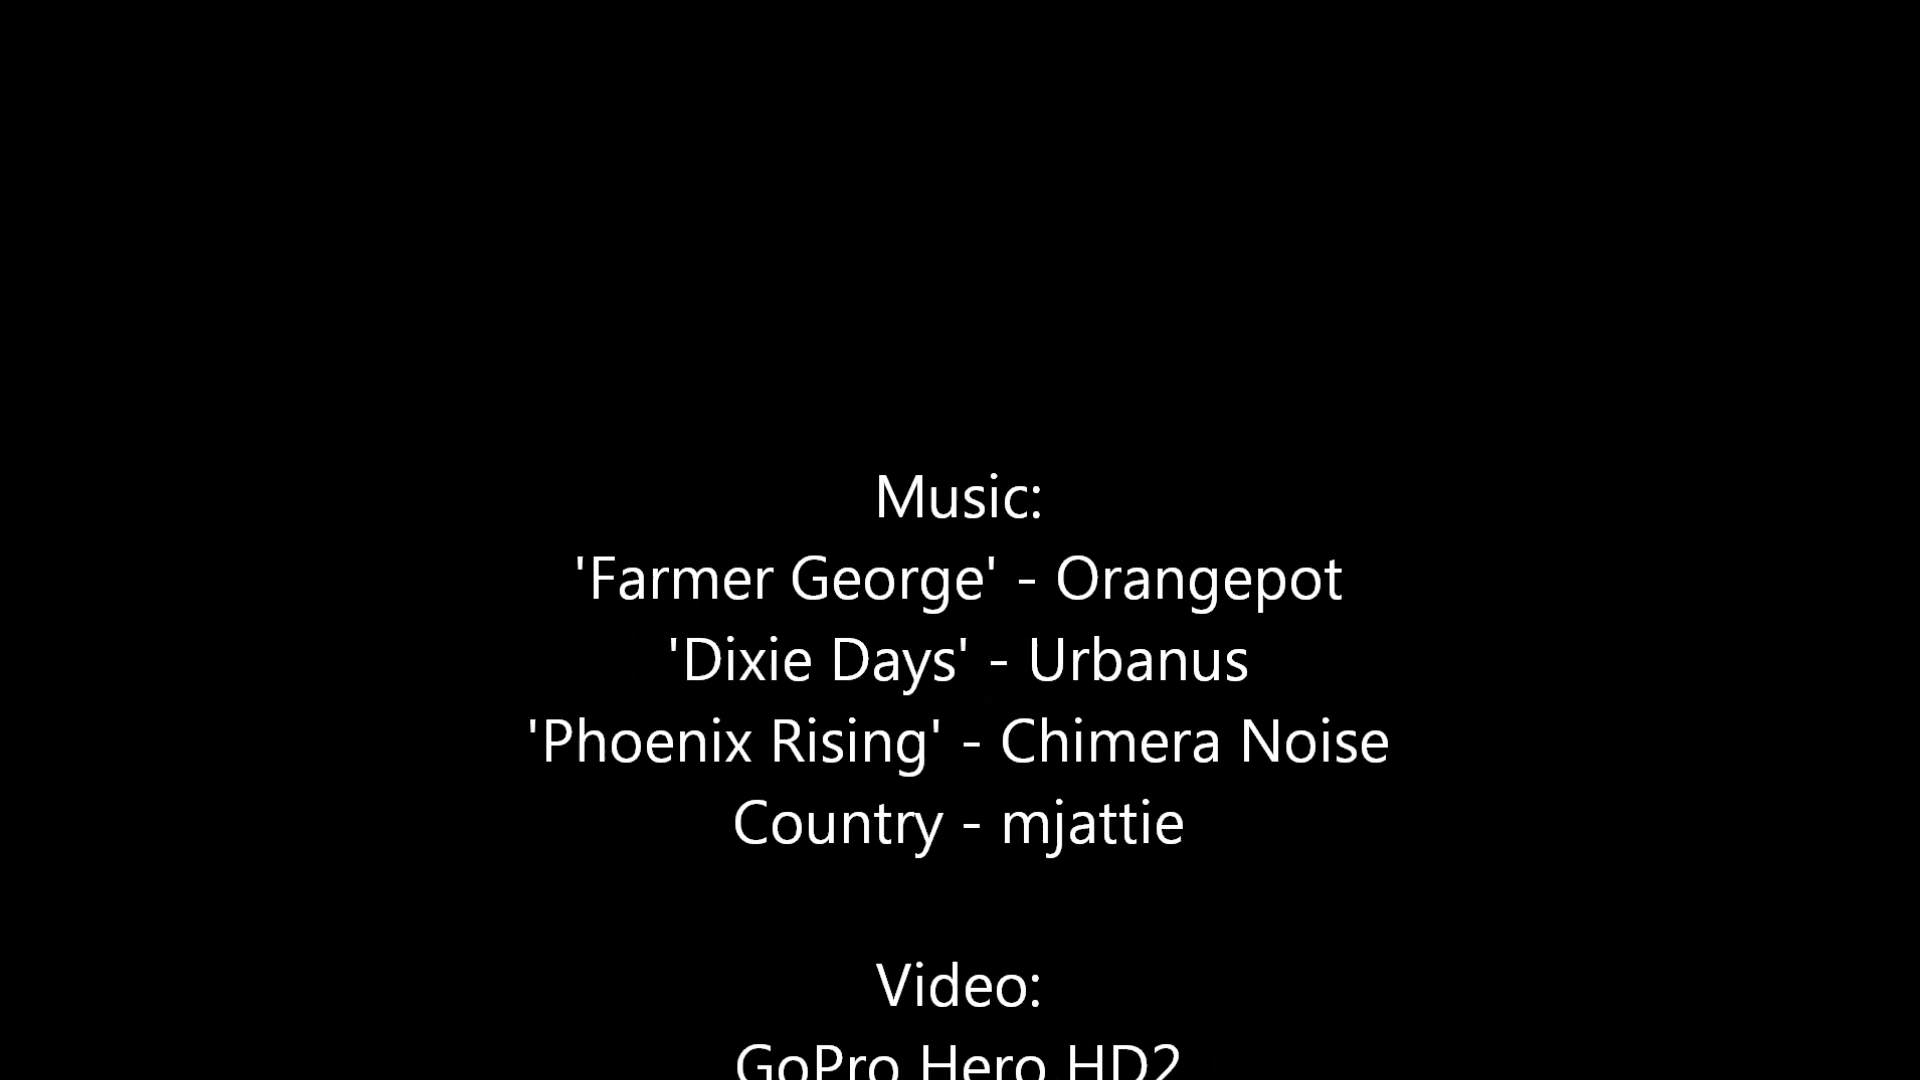 Music:
'Farmer George' - Orangepot
'Dixie Days' - Urbanus
'Phoenix Rising' - Chimera Noise
Country - mjattie
Video:
GoPro Hero HD2